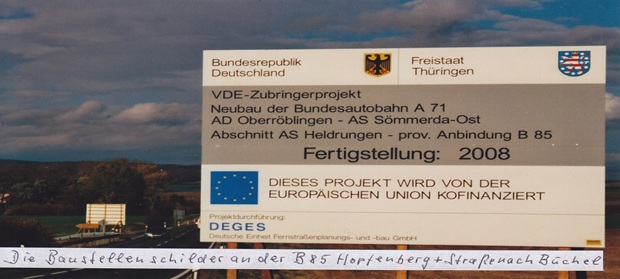 Bundesrepublik
Deutschland
Freistaat
Thüringen
VDE-Zubringerprojekt
Neubau der Bundesautobahn A 71
AD Oberröblingen - AS Sömmerda-Ost
Abschnitt AS Heldrungen - prov. Anbindung B 85
Fertigstellung: 2008
DIESES PROJEKT WIRD VON DER
EUROPÄISCHEN UNION KOFINANZIERT
Projektdurchführung:
DEGES
Deutsche Einheit Fernstraßenplanungs- und -bau GmbH
Die Baustellenschilder an der B85 Hopfenberg+Straße nach Büchel